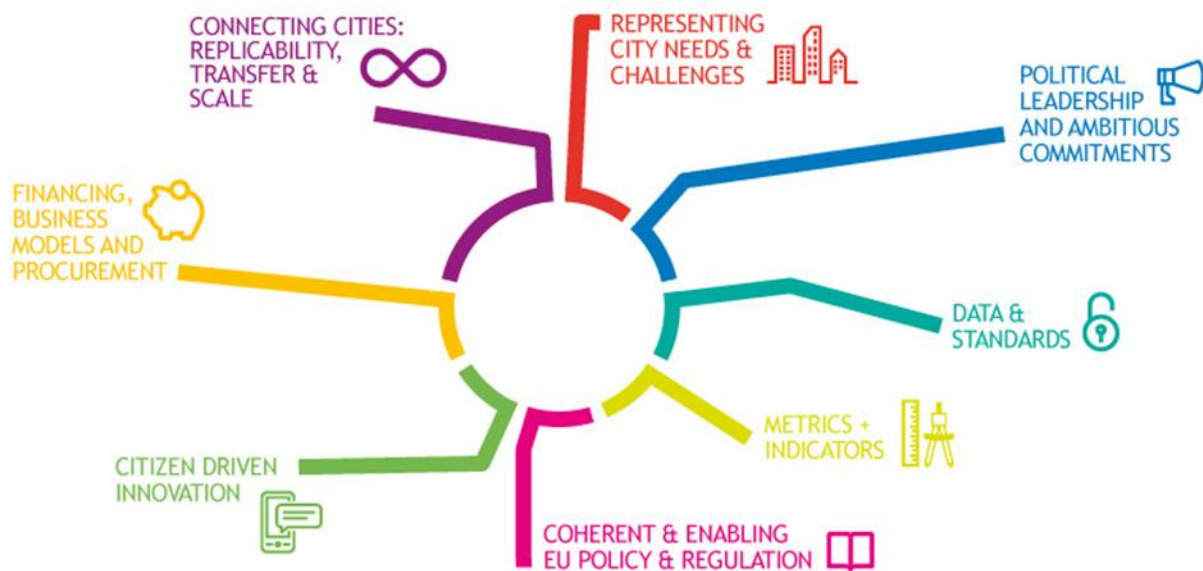 CONNECTING CITIES:
REPLICABILITY,
TRANSFER &
SCALE
REPRESENTING
CITY NEEDS &
CHALLENGES
POLITICAL
LEADERSHIP
AND AMBITIOUS
COMMITMENTS
FINANCING,
BUSINESS
MODELS AND
PROCUREMENT
DATA &
STANDARDS
METRICS +
INDICATORS
CITIZEN DRIVEN
INNOVATION
COHERENT & ENABLING
EU POLICY & REGULATION